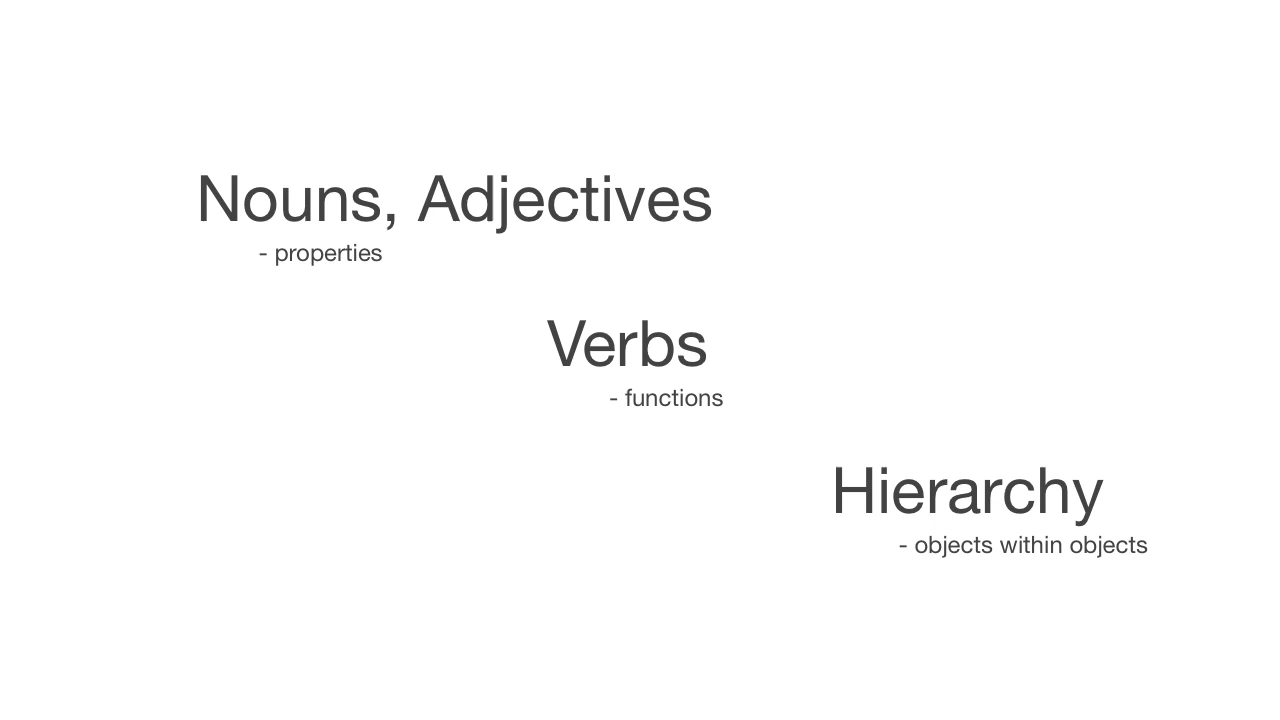 Nouns, Adjectives
- properties
Verbs
- functions
Hierarchy
- objects within objects